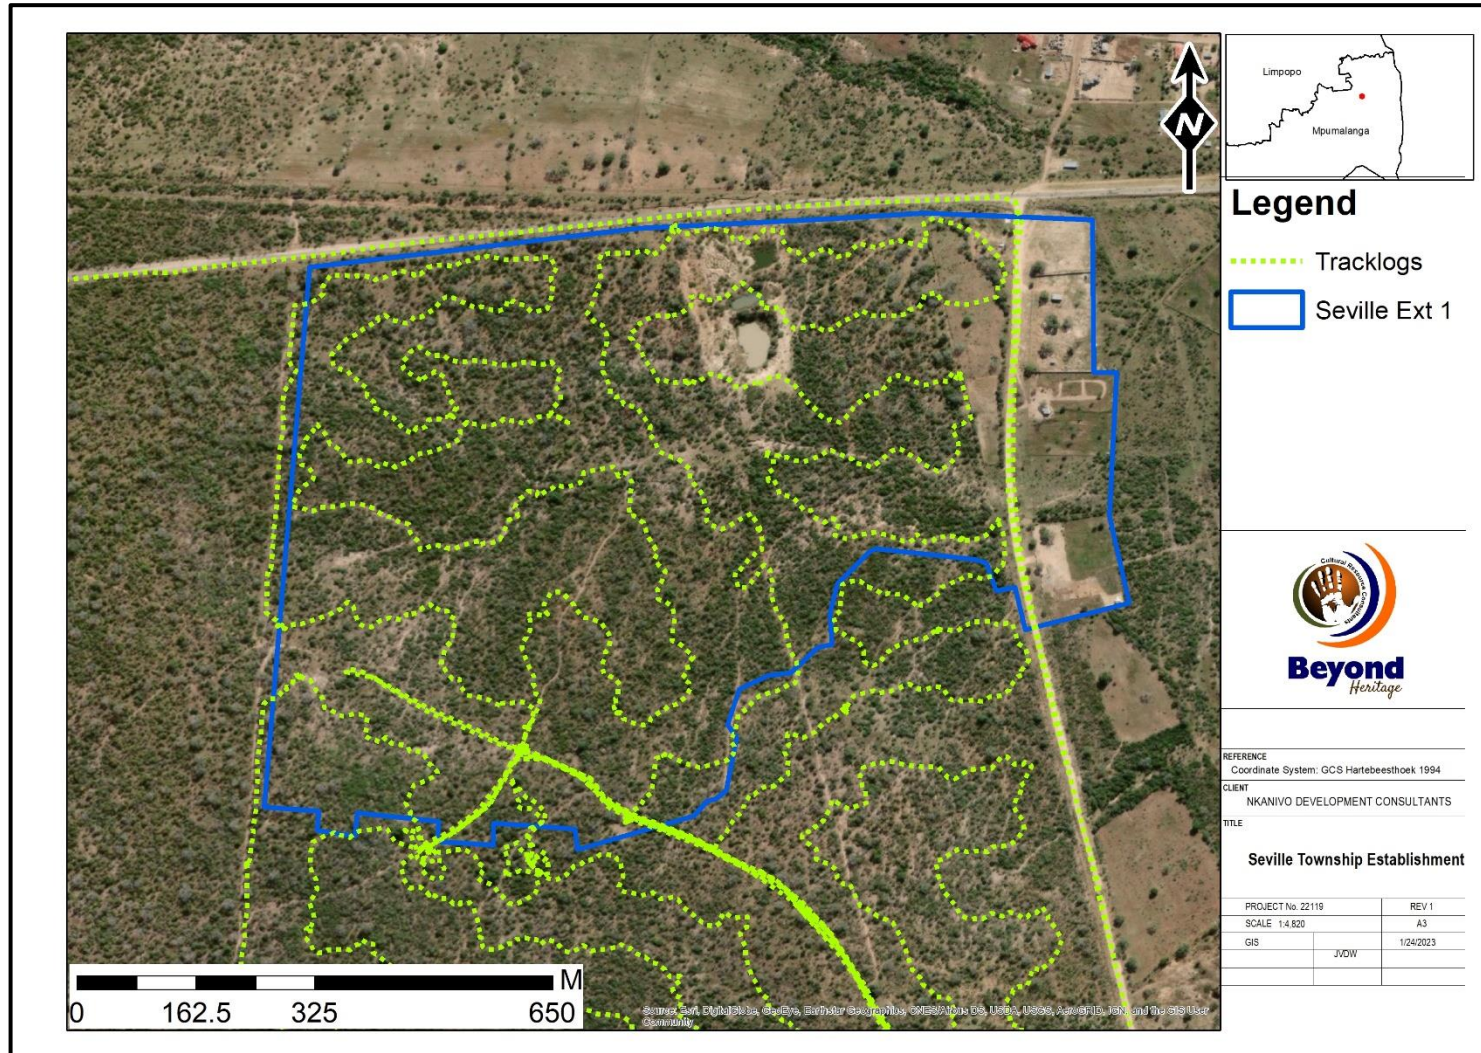 N
Limpopo
Mpumalanga
Legend
Tracklogs
Seville Ext 1
Cultural Resource Consultants
Beyond
Heritage
REFERENCE
Coordinate System: GCS Hartebeesthoek 1994
CLIENT
NKANIVO DEVELOPMENT CONSULTANTS
TITLE
Seville Township Establishment
PROJECT No. 22119 REV 1
SCALE 1:4,820 A3
GIS JVDW 1/24/2023
M
0 162.5 325 650
Source: Esri, DigitalGlobe, GeoEye, Earthstar Geographics, CNES/Airbus DS, USDA, USGS, AeroGRID, IGN, and the GIS User
Community